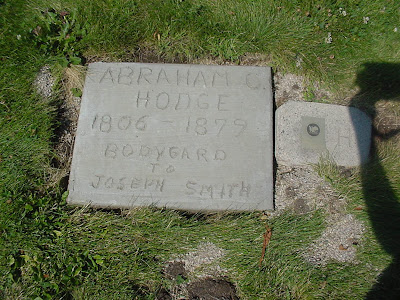 ABRAHAM C.
HODGE
1806 - 1879
BODYGARD
TO
JOSEPH SMITH
H